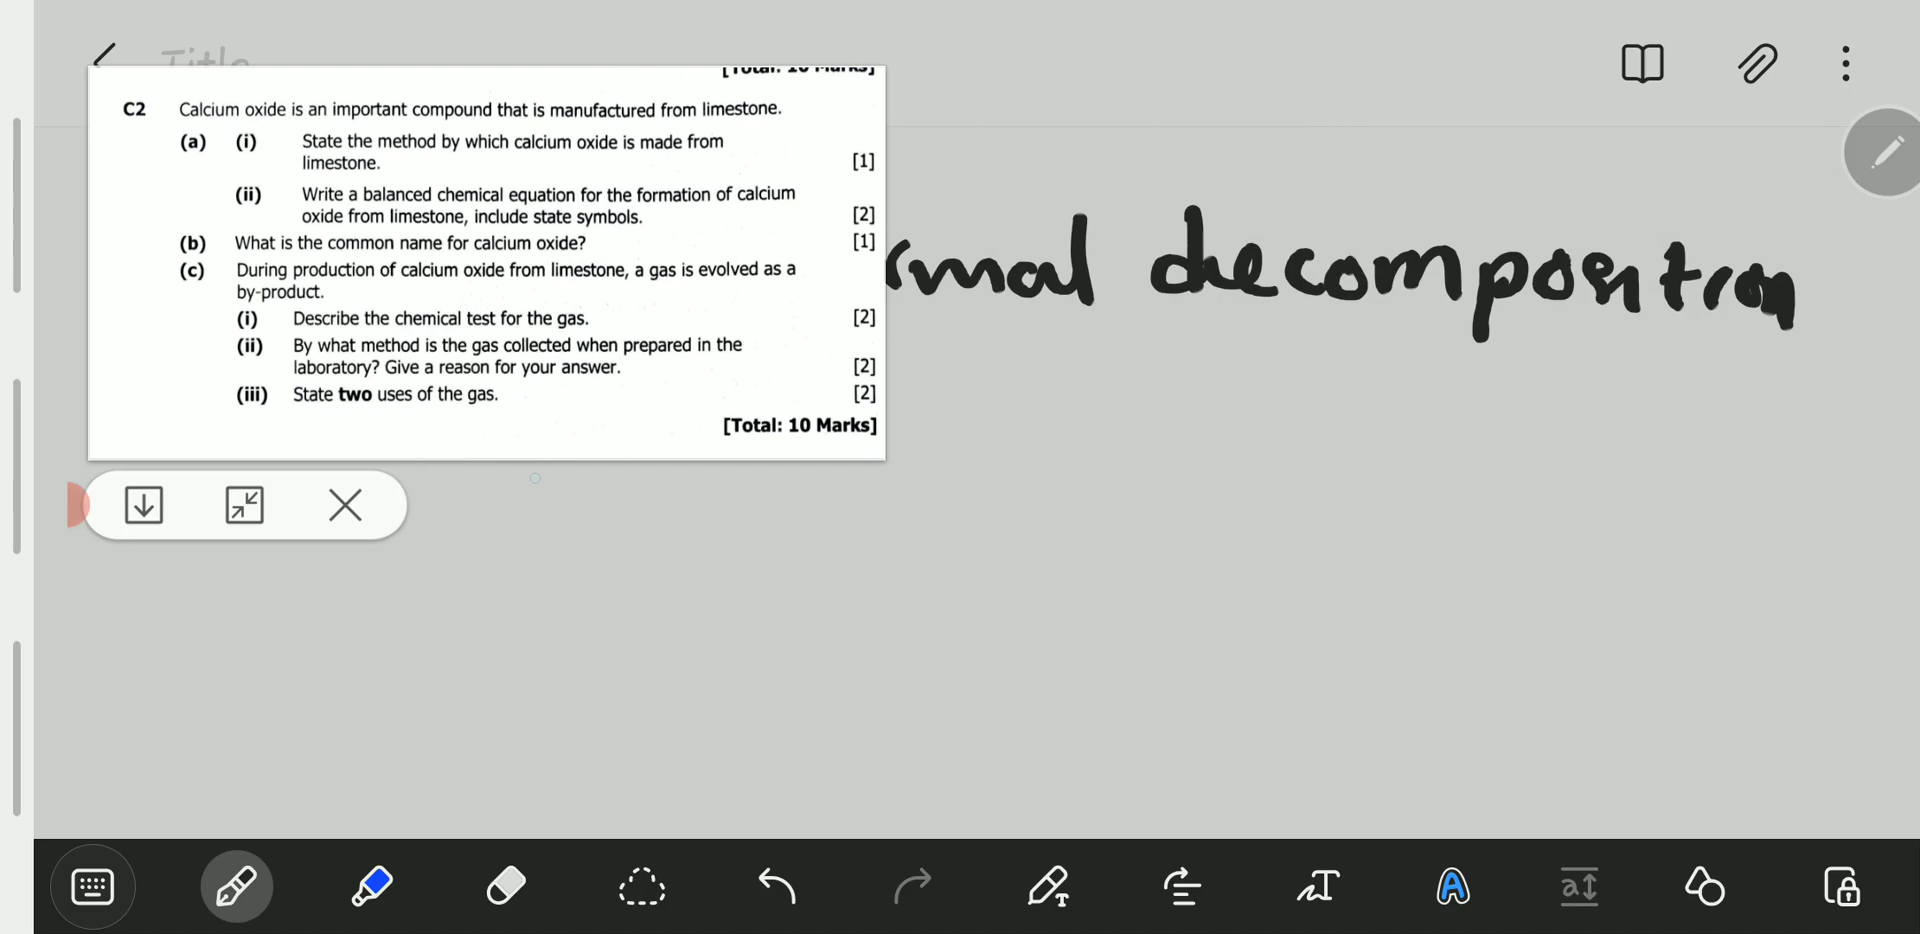 Title
[Total: 10 Marks]
C2 Calcium oxide is an important compound that is manufactured from limestone.
(a) (i) State the method by which calcium oxide is made from
limestone. [1]
(ii) Write a balanced chemical equation for the formation of calcium
oxide from limestone, include state symbols. [2]
(b) What is the common name for calcium oxide? [1]
(c) During production of calcium oxide from limestone, a gas is evolved as a
by-product.
(i) Describe the chemical test for the gas. [2]
(ii) By what method is the gas collected when prepared in the
laboratory? Give a reason for your answer. [2]
(iii) State two uses of the gas. [2]
[Total: 10 Marks]
rmal decomposition